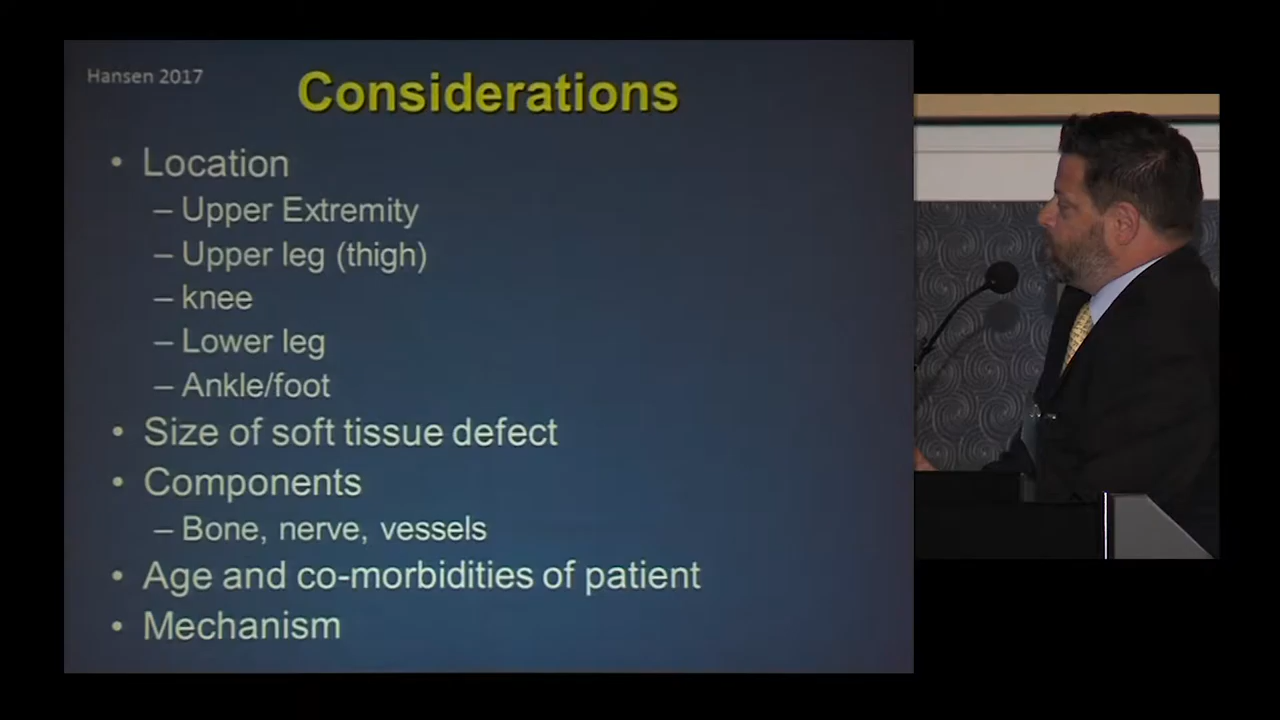 Hansen 2017
Considerations
• Location
– Upper Extremity
– Upper leg (thigh)
– knee
– Lower leg
– Ankle/foot
• Size of soft tissue defect
• Components
– Bone, nerve, vessels
• Age and co-morbidities of patient
• Mechanism